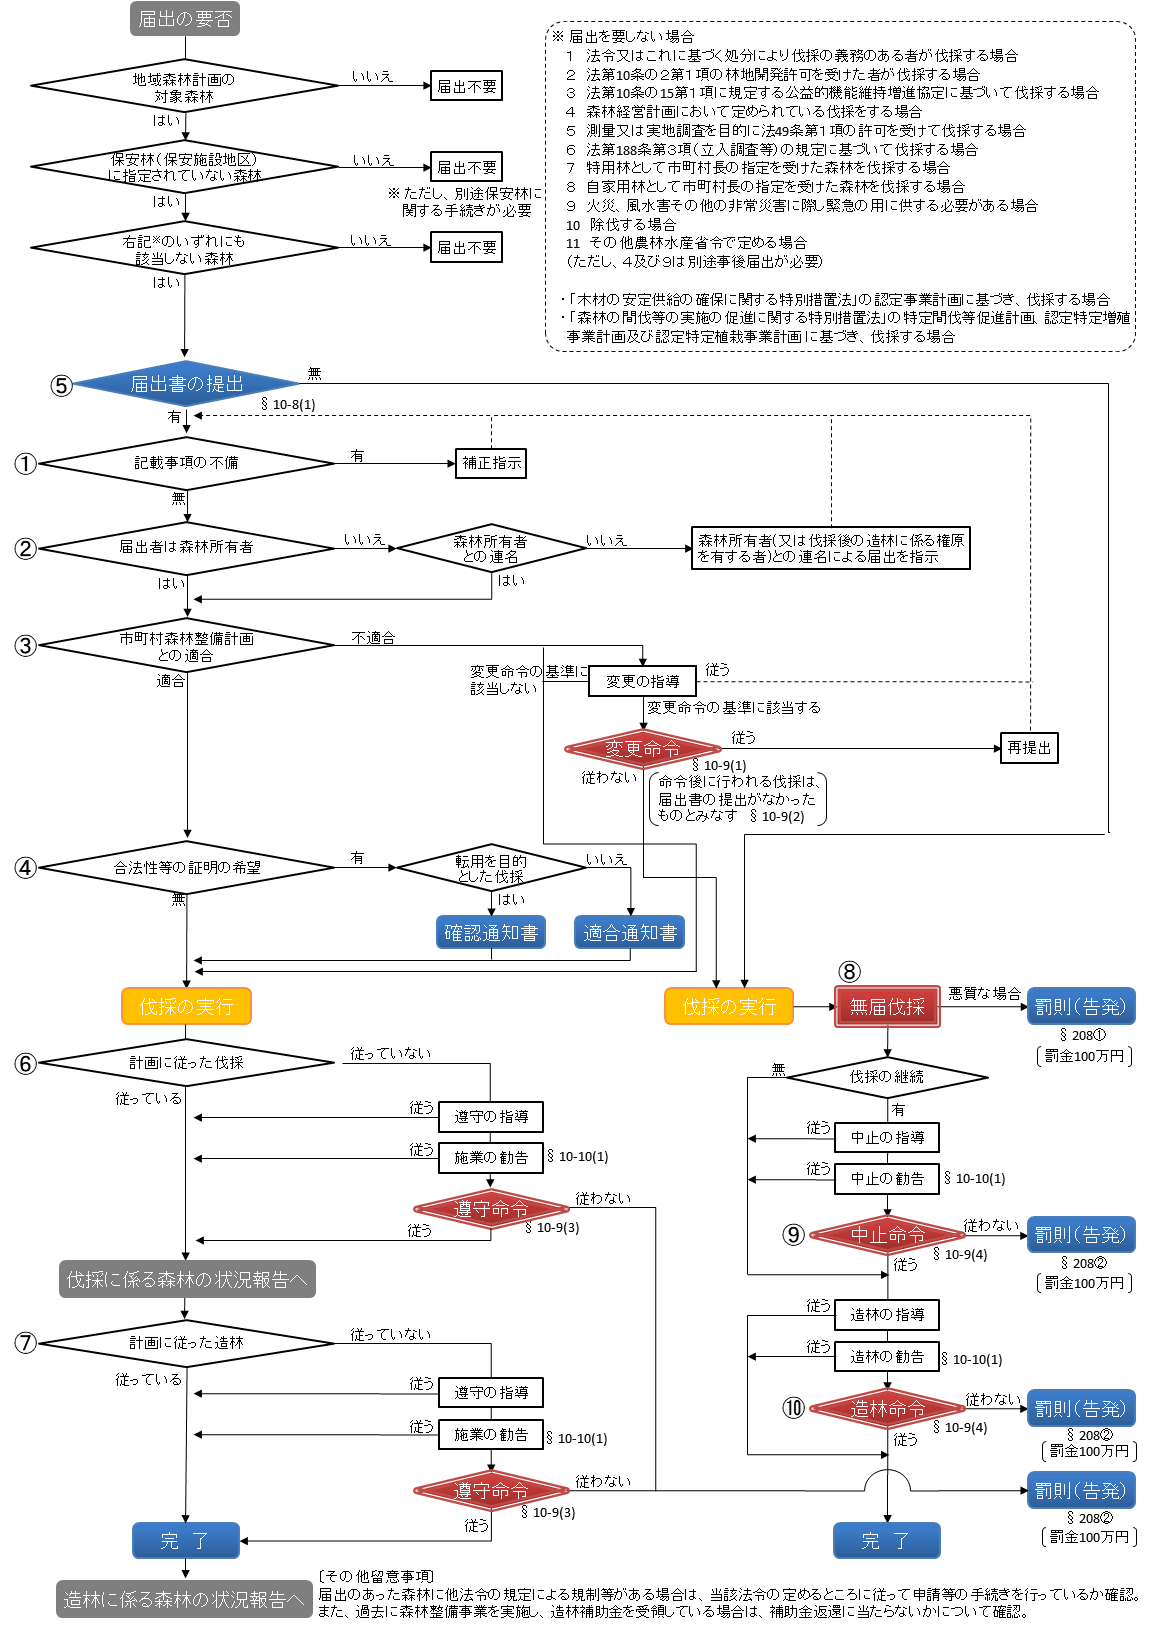 届出の要否
地域森林計画の
対象森林
いいえ
届出不要
はい
保安林（保安施設地区）
に指定されていない森林
いいえ
届出不要
※ただし、別途保安林に
関する手続きが必要
はい
右記※のいずれにも
該当しない森林
いいえ
届出不要
はい
※ 届出を要しない場合
１ 法令又はこれに基づく処分により伐採の義務のある者が伐採する場合
２ 法第10条の２第１項の林地開発許可を受けた者が伐採する場合
３ 法第10条の15第１項に規定する公益的機能維持増進協定に基づいて伐採する場合
４ 森林経営計画において定められている伐採をする場合
５ 測量又は実地調査を目的に法49条第１項の許可を受けて伐採する場合
６ 法第188条第３項（立入調査等）の規定に基づいて伐採する場合
７ 特用林として市町村長の指定を受けた森林を伐採する場合
８ 自家用林として市町村長の指定を受けた森林を伐採する場合
９ 火災、風水害その他の非常災害に際し緊急の用に供する必要がある場合
10 除伐する場合
11 その他農林水産省令で定める場合
（ただし、４及び９は別途事後届出が必要）
・「木材の安定供給の確保に関する特別措置法」の認定事業計画に基づき、伐採する場合
・「森林の間伐等の実施の促進に関する特別措置法」の特定間伐等促進計画、認定特定増殖
事業計画及び認定特定植栽事業計画に基づき、伐採する場合
⑤
届出書の提出
無
§10-8(1)
有
①
記載事項の不備
有
補正指示
無
②
届出者は森林所有者
いいえ
森林所有者
との連名
いいえ
森林所有者(又は伐採後の造林に係る権原
を有する者)との連名による届出を指示
はい
はい
③
市町村森林整備計画
との適合
不適合
適合
変更命令の基準に
該当しない
変更の指導
従う
変更命令の基準に該当する
変更命令
従う
再提出
§10-9(1)
従わない
命令後に行われる伐採は、
届出書の提出がなかった
ものとみなす §10-9(2)
④
合法性等の証明の希望
有
転用を目的
とした伐採
いいえ
無
はい
確認通知書
適合通知書
伐採の実行
伐採の実行
⑧
無届伐採
悪質な場合
罰則（告発）
§208①
罰金100万円
⑥
計画に従った伐採
従っていない
従っている
従う
遵守の指導
従う
施業の勧告
§10-10(1)
遵守命令
従わない
§10-9(3)
従う
伐採の継続
無
有
従う
中止の指導
従う
中止の勧告
§10-10(1)
⑨
中止命令
従わない
罰則（告発）
§10-9(4)
§208②
罰金100万円
従う
伐採に係る森林の状況報告へ
従う
造林の指導
従う
造林の勧告
§10-10(1)
⑩
造林命令
従わない
罰則（告発）
§10-9(4)
§208②
罰金100万円
従う
⑦
計画に従った造林
従っていない
従っている
従う
遵守の指導
従う
施業の勧告
§10-10(1)
遵守命令
従わない
§10-9(3)
従う
罰則（告発）
§208②
罰金100万円
完 了
完 了
造林に係る森林の状況報告へ
〔その他留意事項〕
届出のあった森林に他法令の規定による規制等がある場合は、当該法令の定めるところに従って申請等の手続きを行っているか確認。
また、過去に森林整備事業を実施し、造林補助金を受領している場合は、補助金返還に当たらないかについて確認。